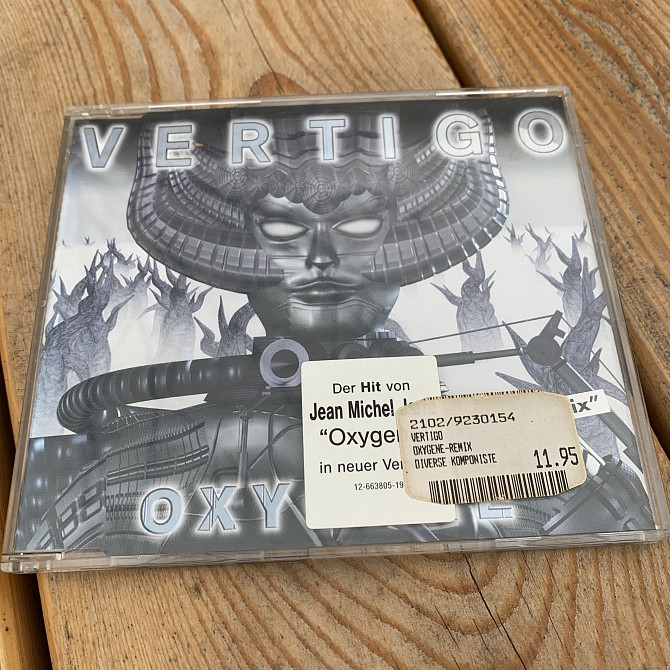 VERTIGO
Der Hit von
Jean Michel
"Oxyge
in neuer Ver
12-663805-19
ix"
2102/9230154
VERTIGO
OXYGENE-REMIX
DIVERSE KOMPONISTE
11.95
OXY E